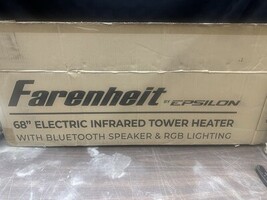 Farenheit BY EPSILON
68" ELECTRIC INFRARED TOWER HEATER
WITH BLUETOOTH SPEAKER & RGB LIGHTING